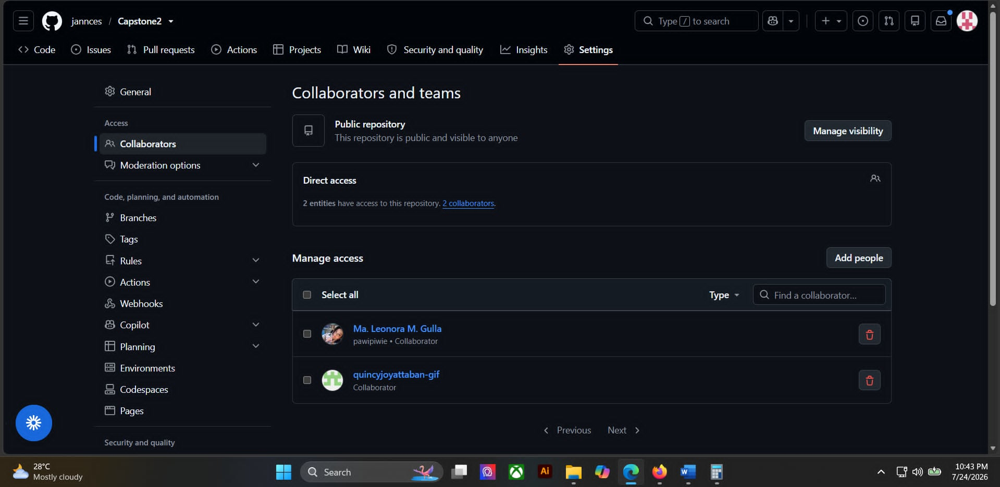 jannces / Capstone2
Type / to search
Code
Issues
Pull requests
Actions
Projects
Wiki
Security and quality
Insights
Settings
General
Access
Collaborators
Moderation options
Code, planning, and automation
Branches
Tags
Rules
Actions
Webhooks
Copilot
Planning
Environments
Codespaces
Pages
Security and quality
Collaborators and teams
Public repository
This repository is public and visible to anyone
Manage visibility
Direct access
2 entities have access to this repository. 2 collaborators.
Manage access
Add people
Select all
Type
Find a collaborator...
Ma. Leonora M. Gulla
pawipiwie • Collaborator
quincyjoyattaban-gif
Collaborator
Previous
Next
28°C
Mostly cloudy
Search
Ai
W
10:43 PM
7/24/2026